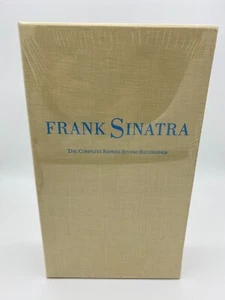 FRANK SINATRA
THE COMPLETE REPRISE STUDIO RECORDINGS